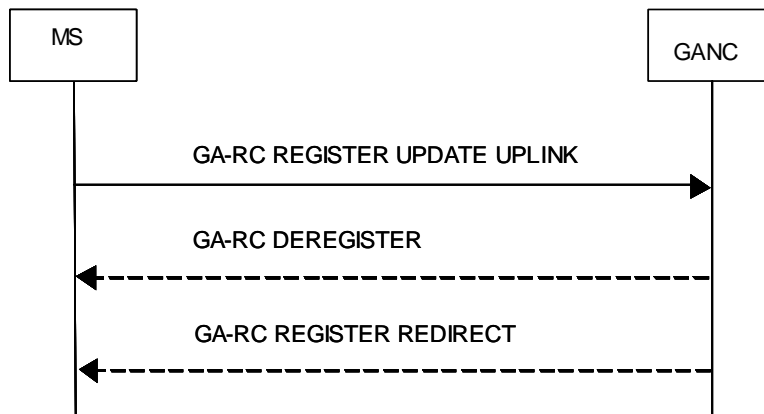 MS
GANC
GA-RC REGISTER UPDATE UPLINK
GA-RC DEREGISTER
GA-RC REGISTER REDIRECT